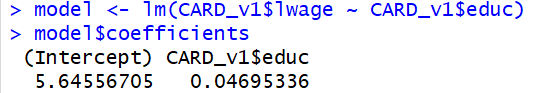 > model <- lm(CARD_v1$lwage ~ CARD_v1$educ)
> model$coefficients
(Intercept) CARD_v1$educ
5.64556705 0.04695336